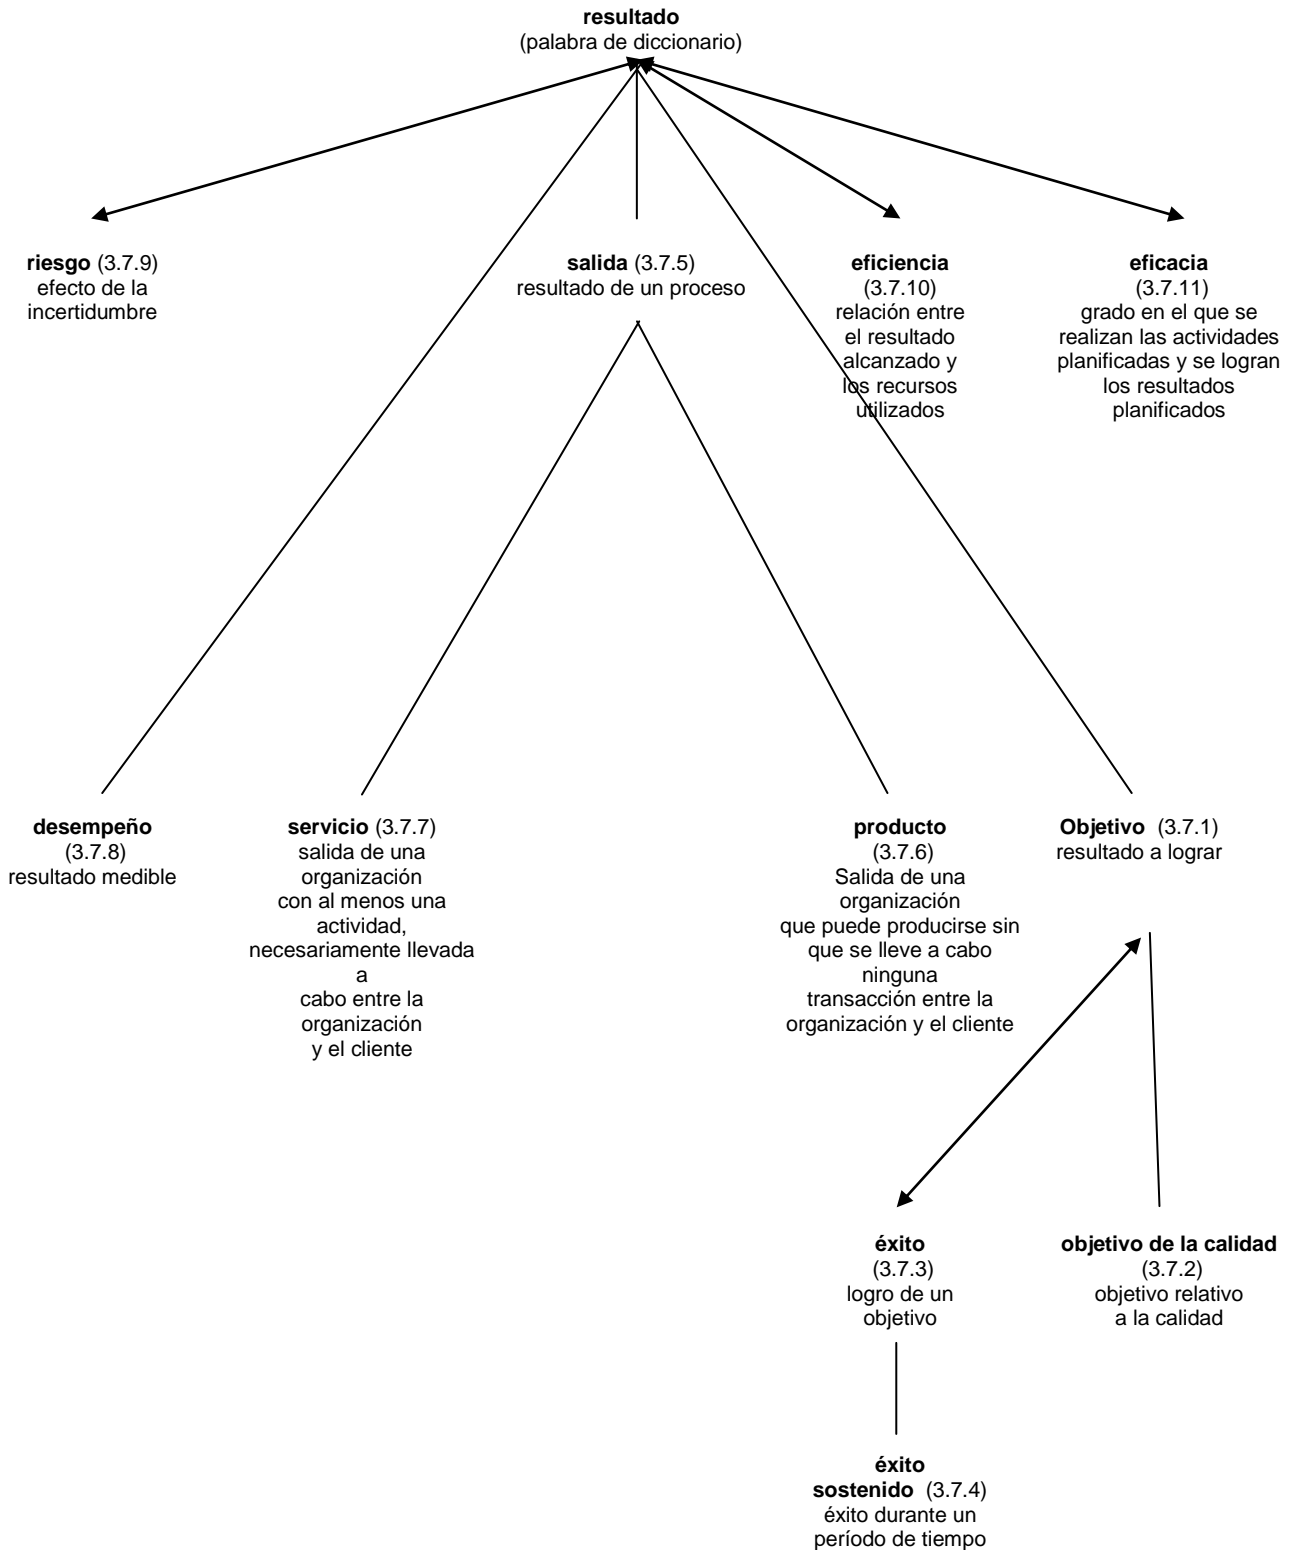 resultado
(palabra de diccionario)
riesgo (3.7.9)
efecto de la
incertidumbre
salida (3.7.5)
resultado de un proceso
eficiencia
(3.7.10)
relación entre
el resultado
alcanzado y
los recursos
utilizados
eficacia
(3.7.11)
grado en el que se
realizan las actividades
planificadas y se logran
los resultados
planificados
desempeño
(3.7.8)
resultado medible
servicio (3.7.7)
salida de una
organización
con al menos una
actividad,
necesariamente llevada
a
cabo entre la
organización
y el cliente
producto
(3.7.6)
Salida de una
organización
que puede producirse sin
que se lleve a cabo
ninguna
transacción entre la
organización y el cliente
Objetivo (3.7.1)
resultado a lograr
éxito
(3.7.3)
logro de un
objetivo
objetivo de la calidad
(3.7.2)
objetivo relativo
a la calidad
éxito
sostenido (3.7.4)
éxito durante un
período de tiempo